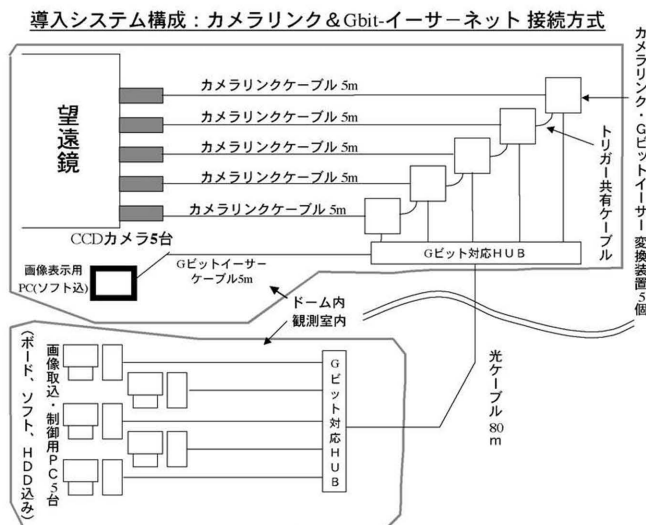 導入システム構成：カメラリンク＆Gbit-イーサーネット 接続方式
望遠鏡
カメラリンクケーブル 5m
カメラリンクケーブル 5m
カメラリンクケーブル 5m
カメラリンクケーブル 5m
カメラリンクケーブル 5m
トリガー共有ケーブル
カメラリンク・Gビットイーサー 変換装置5個
CCDカメラ5台
Gビット対応HUB
画像表示用
PC(ソフト込)
Gビットイーサー
ケーブル5m
ドーム内
観測室内
光ケーブル 80m
画像取込・制御用PC5台
（ボード、ソフト、HDD込み）
Gビット対応HUB